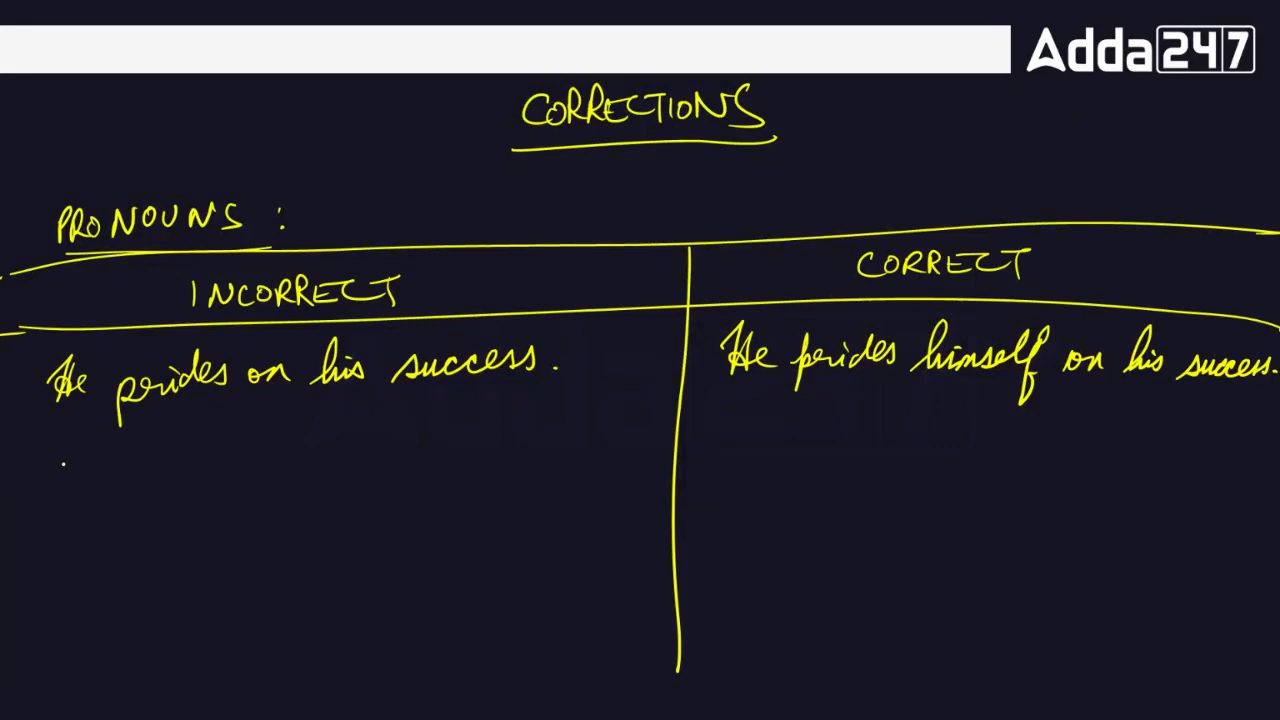 Adda247
CORRECTIONS
PRONOUNS :
INCORRECT
CORRECT
He prides on his success.
He prides himself on his success.